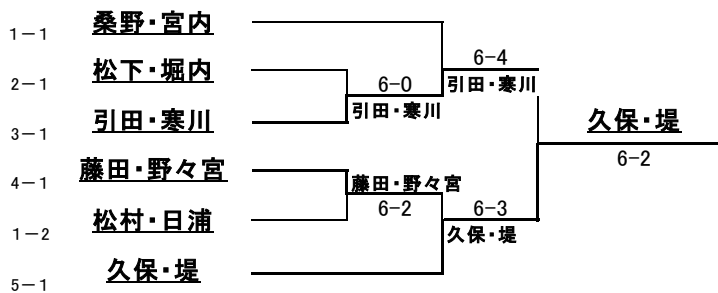 1－1 桑野・宮内
2－1 松下・堀内
3－1 引田・寒川
4－1 藤田・野々宮
1－2 松村・日浦
5－1 久保・堤
6-0
引田・寒川
藤田・野々宮
6-2
6-4
引田・寒川
6-3
久保・堤
久保・堤
6-2